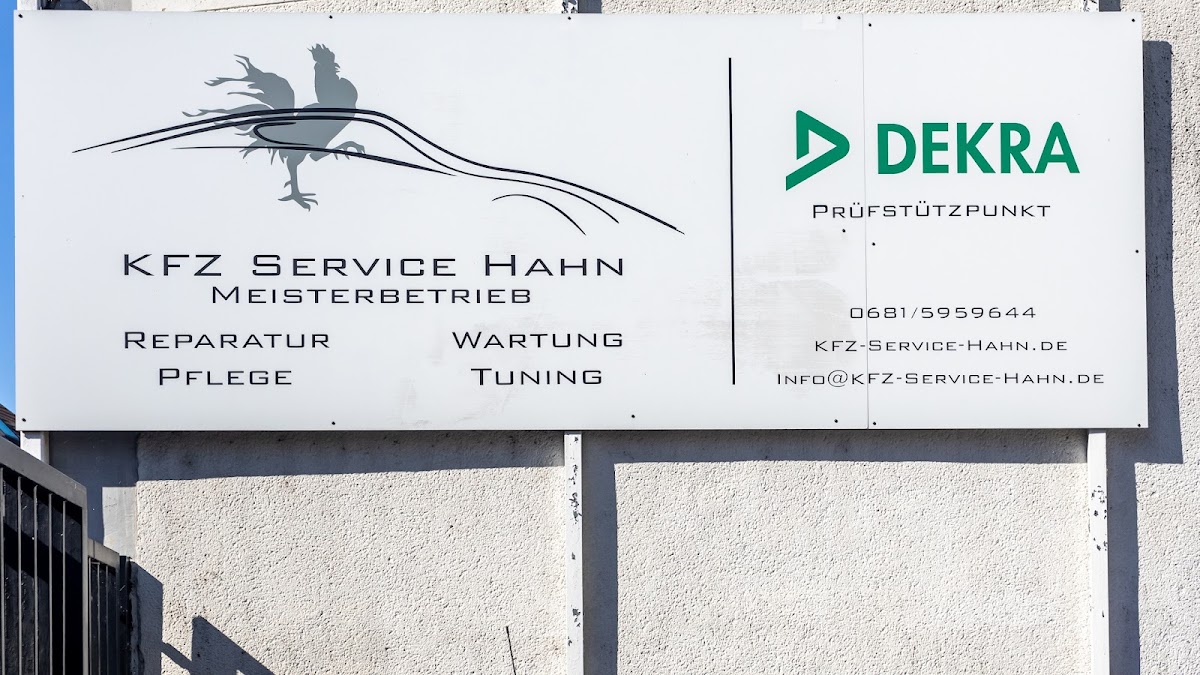 KFZ Service Hahn
Meisterbetrieb
Reparatur Wartung
Pflege Tuning
DEKRA
Prüfstützpunkt
0681/5959644
kfz-Service-Hahn.de
Info@KFZ-Service-Hahn.de